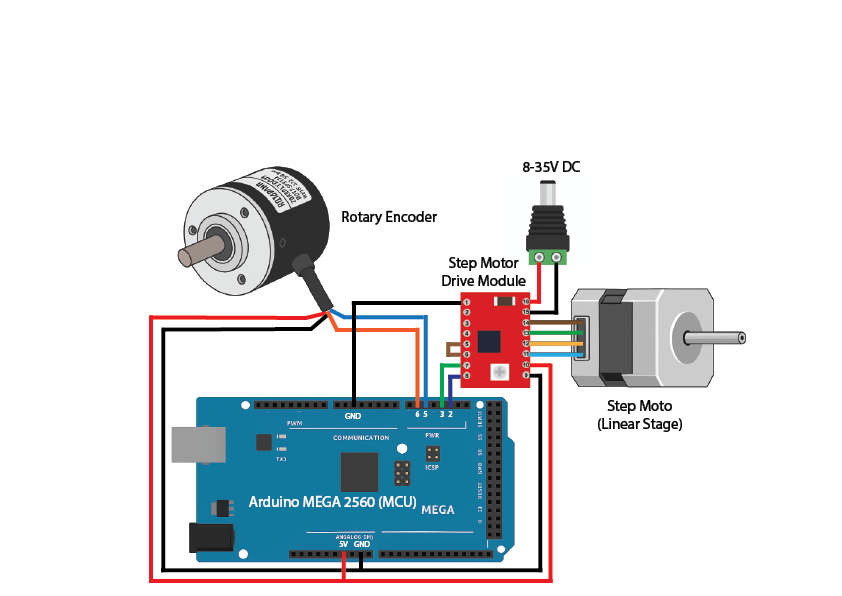 8-35V DC
Rotary Encoder
Step Motor
Drive Module
1
2
3
4
5
6
7
8
16
15
14
13
12
11
10
9
Step Moto
(Linear Stage)
GND
6 5 3 2
PWM
COMMUNICATION
PWR
TX3
ICSP
Arduino MEGA 2560 (MCU)
MEGA
RESET
5V GND